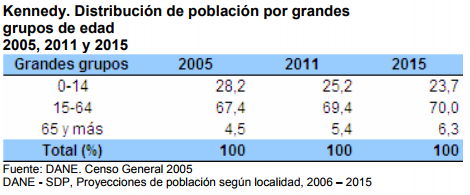 Kennedy. Distribución de población por grandes
grupos de edad
2005, 2011 y 2015
Grandes grupos 2005 2011 2015
0-14 28,2 25,2 23,7
15-64 67,4 69,4 70,0
65 y más 4,5 5,4 6,3
Total (%) 100 100 100
Fuente: DANE. Censo General 2005
DANE - SDP, Proyecciones de población según localidad, 2006 – 2015